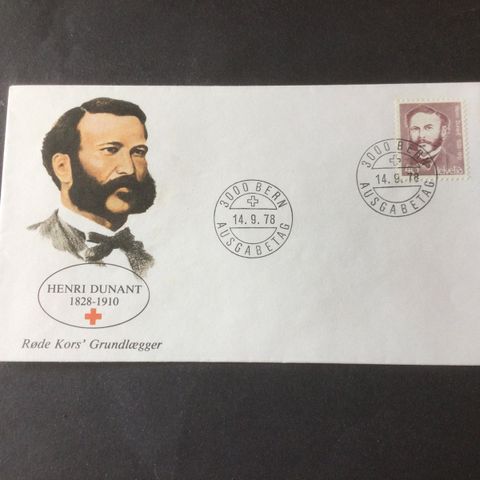 HENRI DUNANT
1828-1910
Røde Kors' Grundlægger
3000 BERN
14. 9. 78
AUSGABETAG
3000 BERN
14. 9. 78
AUSGABETAG